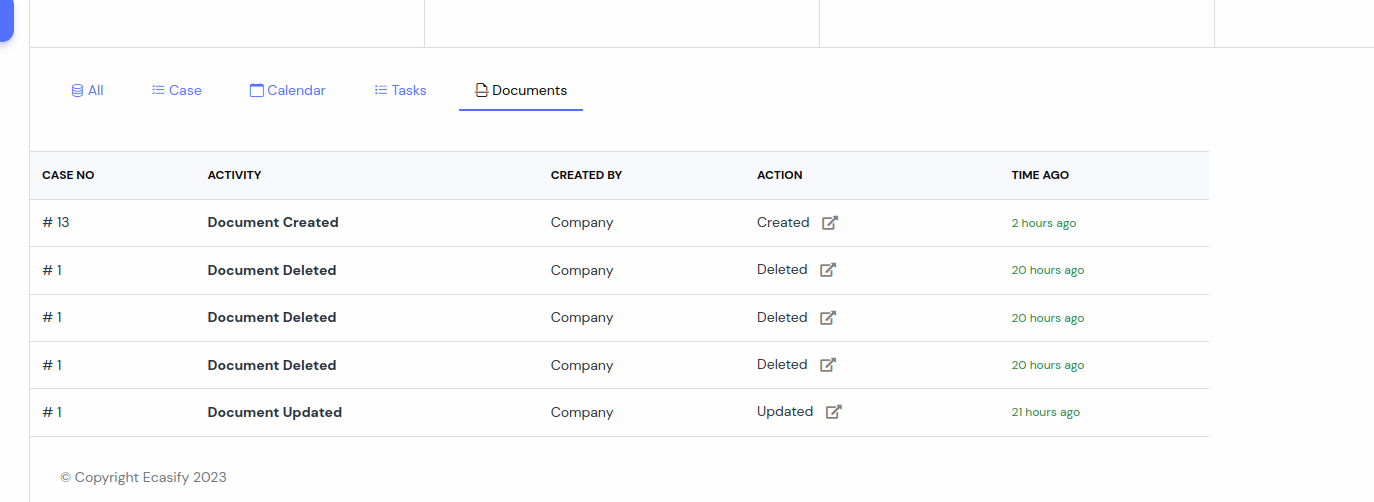 All Case Calendar Tasks Documents
CASE NO ACTIVITY CREATED BY ACTION TIME AGO
# 13 Document Created Company Created 2 hours ago
# 1 Document Deleted Company Deleted 20 hours ago
# 1 Document Deleted Company Deleted 20 hours ago
# 1 Document Deleted Company Deleted 20 hours ago
# 1 Document Updated Company Updated 21 hours ago
© Copyright Ecasify 2023